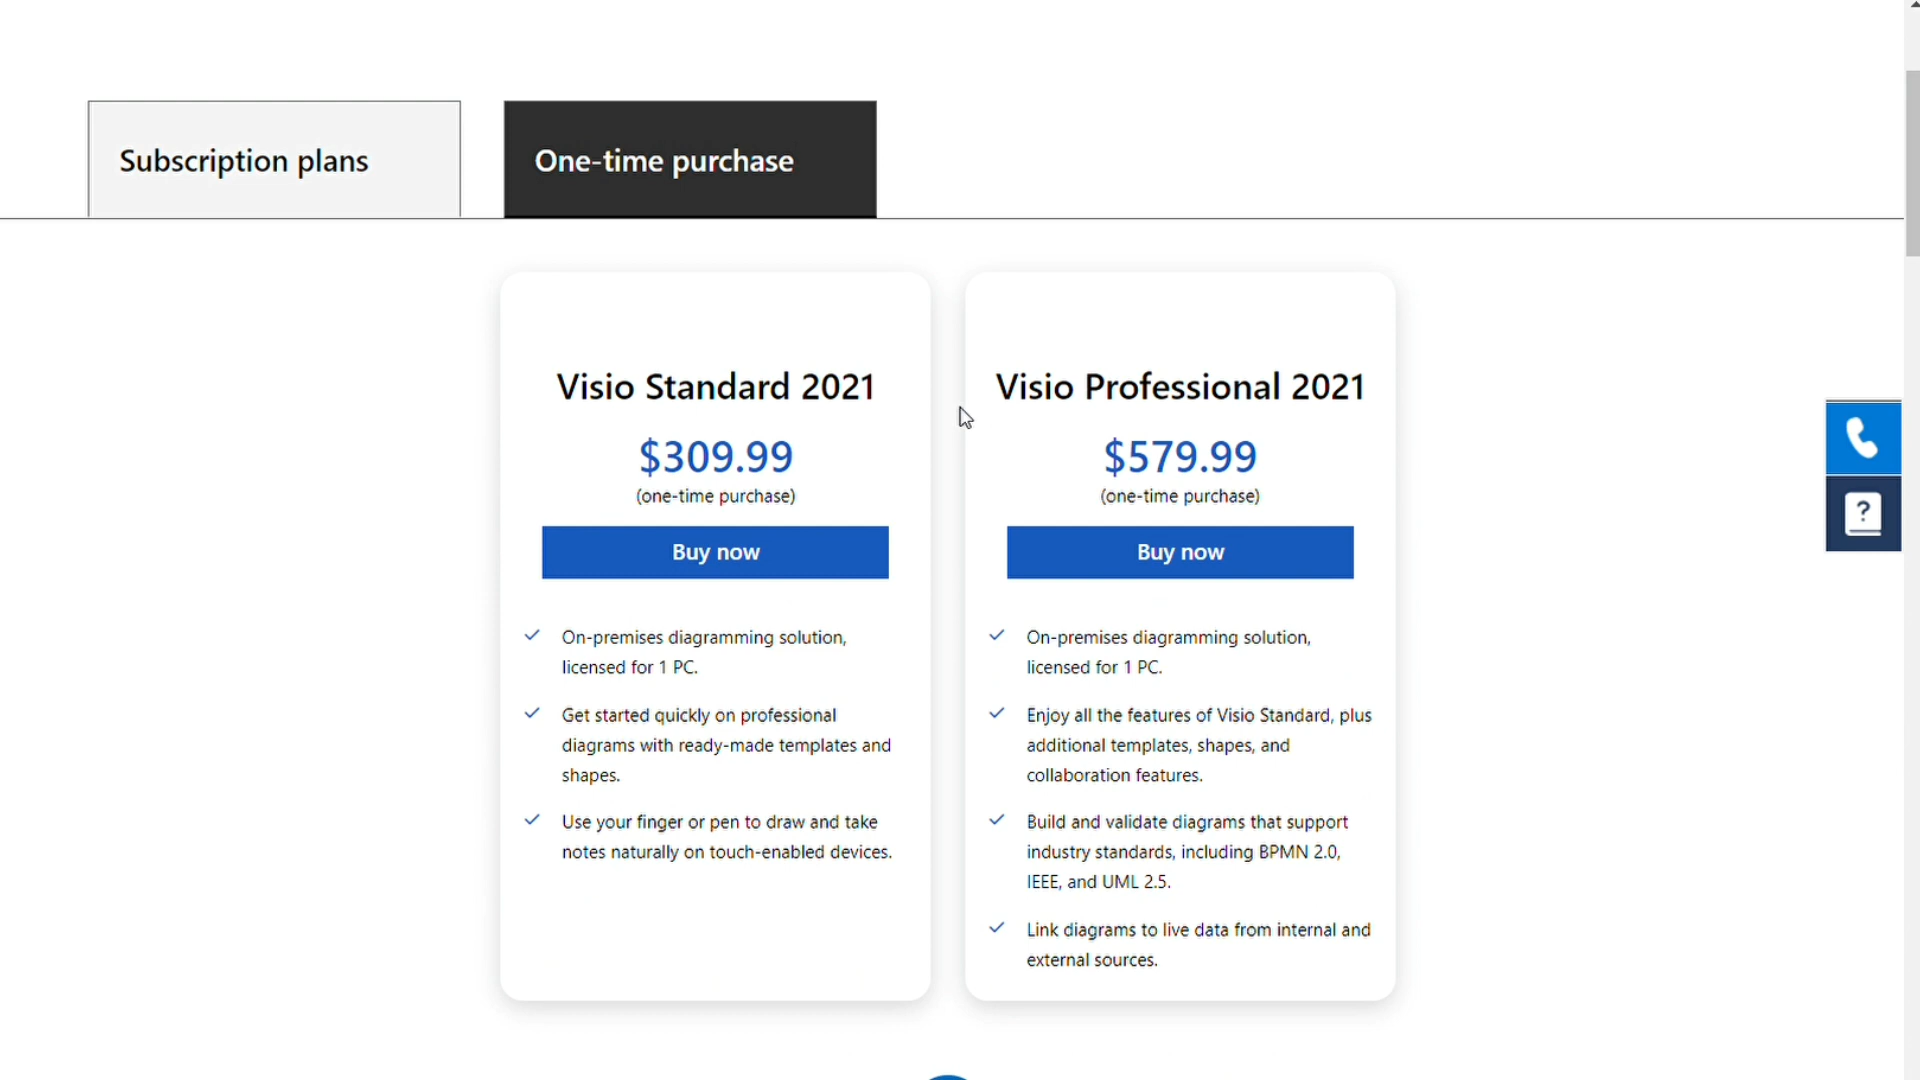 Subscription plans
One-time purchase
Visio Standard 2021
$309.99
(one-time purchase)
Buy now
On-premises diagramming solution,
licensed for 1 PC.
Get started quickly on professional
diagrams with ready-made templates and
shapes.
Use your finger or pen to draw and take
notes naturally on touch-enabled devices.
Visio Professional 2021
$579.99
(one-time purchase)
Buy now
On-premises diagramming solution,
licensed for 1 PC.
Enjoy all the features of Visio Standard, plus
additional templates, shapes, and
collaboration features.
Build and validate diagrams that support
industry standards, including BPMN 2.0,
IEEE, and UML 2.5.
Link diagrams to live data from internal and
external sources.
?